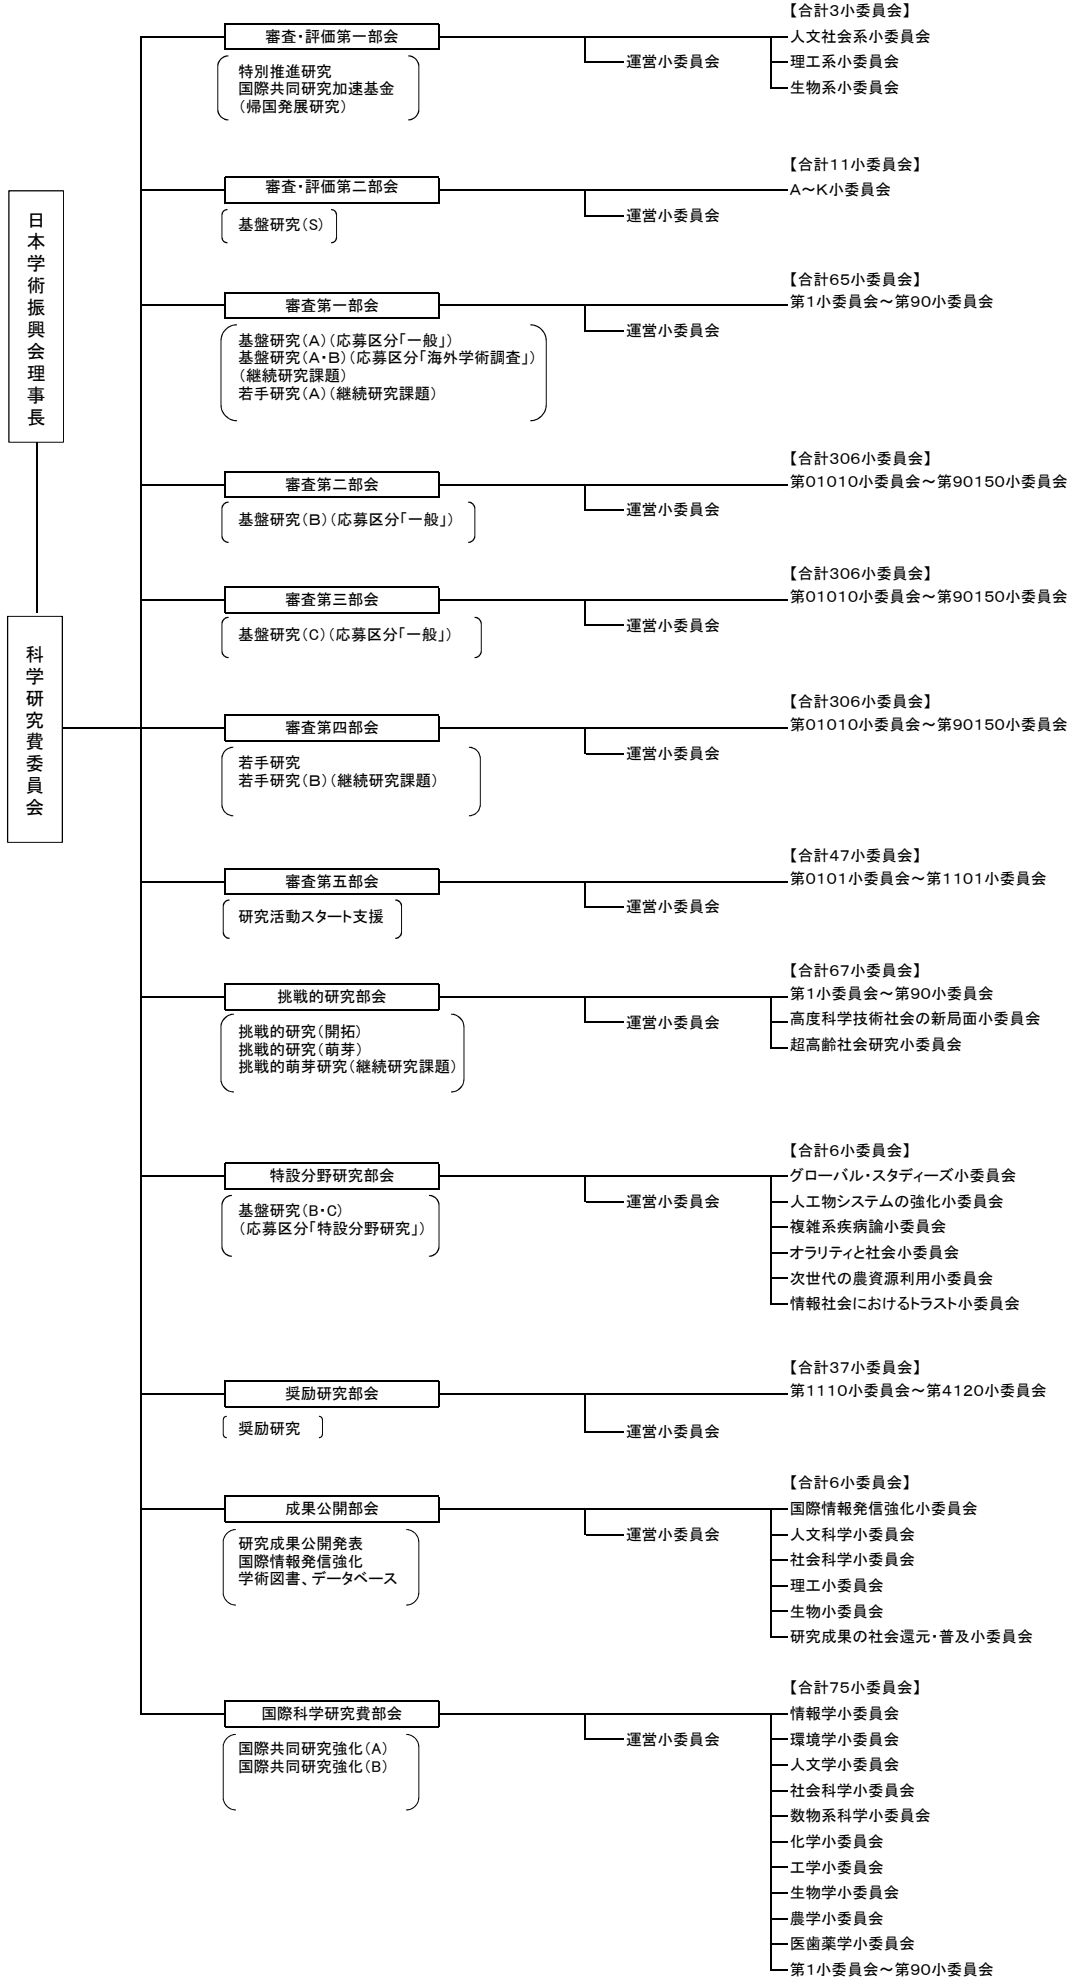 日本学術振興会理事長
科学研究費委員会
【合計3小委員会】
審査・評価第一部会
人文社会系小委員会
運営小委員会
理工系小委員会
生物系小委員会
特別推進研究
国際共同研究加速基金
(帰国発展研究)
【合計11小委員会】
審査・評価第二部会
A～K小委員会
運営小委員会
基盤研究(S)
【合計65小委員会】
審査第一部会
第1小委員会～第90小委員会
運営小委員会
基盤研究(A)(応募区分「一般」)
基盤研究(A・B)(応募区分「海外学術調査」)
(継続研究課題)
若手研究(A)(継続研究課題)
【合計306小委員会】
審査第二部会
第01010小委員会～第90150小委員会
運営小委員会
基盤研究(B)(応募区分「一般」)
【合計306小委員会】
審査第三部会
第01010小委員会～第90150小委員会
運営小委員会
基盤研究(C)(応募区分「一般」)
【合計306小委員会】
審査第四部会
第01010小委員会～第90150小委員会
運営小委員会
若手研究
若手研究(B)(継続研究課題)
【合計47小委員会】
審査第五部会
第0101小委員会～第1101小委員会
運営小委員会
研究活動スタート支援
【合計67小委員会】
挑戦的研究部会
第1小委員会～第90小委員会
運営小委員会
高度科学技術社会の新局面小委員会
超高齢社会研究小委員会
挑戦的研究(開拓)
挑戦的研究(萌芽)
挑戦的萌芽研究(継続研究課題)
【合計6小委員会】
特設分野研究部会
グローバル・スタディーズ小委員会
運営小委員会
人工物システムの強化小委員会
複雑系疾病論小委員会
オラリティと社会小委員会
次世代の農資源利用小委員会
情報社会におけるトラスト小委員会
基盤研究(B・C)
(応募区分「特設分野研究」)
【合計37小委員会】
奨励研究部会
第1110小委員会～第4120小委員会
運営小委員会
奨励研究
【合計6小委員会】
成果公開部会
国際情報発信強化小委員会
運営小委員会
人文科学小委員会
社会科学小委員会
理工小委員会
生物小委員会
研究成果の社会還元・普及小委員会
研究成果公開発表
国際情報発信強化
学術図書、データベース
【合計75小委員会】
国際科学研究費部会
情報学小委員会
運営小委員会
環境学小委員会
人文学小委員会
社会科学小委員会
数物系科学小委員会
化学小委員会
工学小委員会
生物学小委員会
農学小委員会
医歯薬学小委員会
第1小委員会～第90小委員会
国際共同研究強化(A)
国際共同研究強化(B)